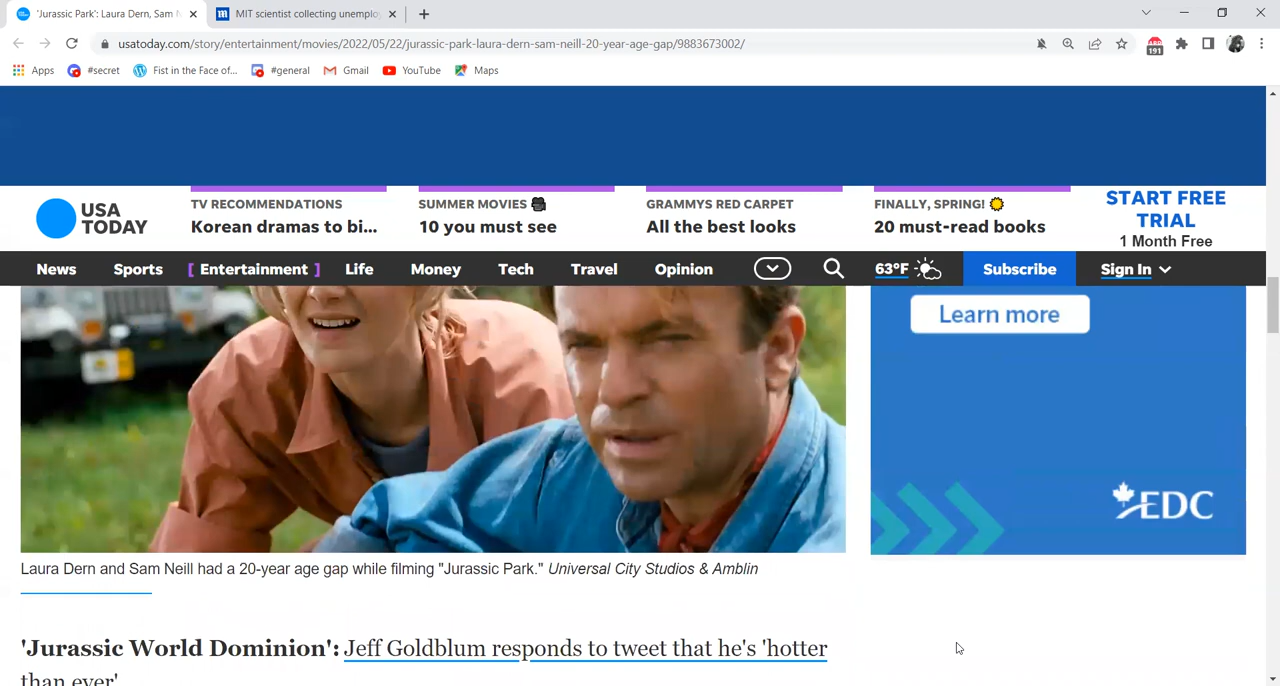 'Jurassic Park': Laura Dern, Sam N
MIT scientist collecting unemploy
usatoday.com/story/entertainment/movies/2022/05/22/jurassic-park-laura-dern-sam-neill-20-year-age-gap/9883673002/
191
Apps #secret Fist in the Face of... #general Gmail YouTube Maps
USA TODAY
TV RECOMMENDATIONS
Korean dramas to bi...
SUMMER MOVIES
10 you must see
GRAMMYS RED CARPET
All the best looks
FINALLY, SPRING!
20 must-read books
START FREE
TRIAL
1 Month Free
News Sports [ Entertainment ] Life Money Tech Travel Opinion 63°F Subscribe Sign In
Learn more
EDC
Laura Dern and Sam Neill had a 20-year age gap while filming "Jurassic Park." Universal City Studios & Amblin
'Jurassic World Dominion': Jeff Goldblum responds to tweet that he's 'hotter
than ever'